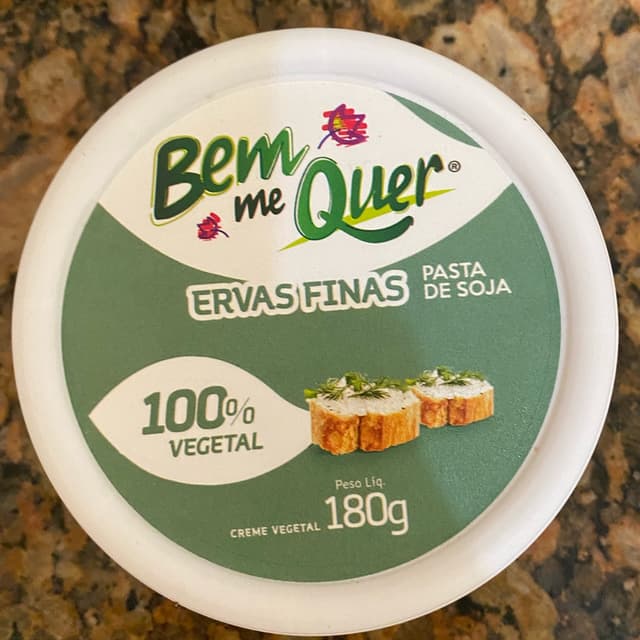 Bem
me Quer®
ERVAS FINAS
PASTA
DE SOJA
100%
VEGETAL
Peso Líq.
CREME VEGETAL 180g